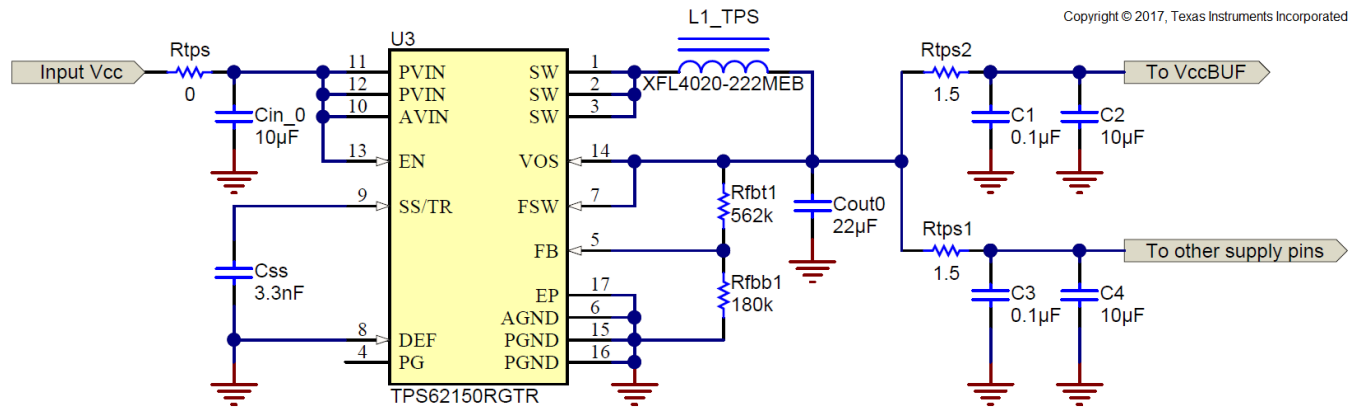 Copyright © 2017, Texas Instruments Incorporated
L1_TPS
XFL4020-222MEB
Input Vcc
Rtps
0
Cin_0
10µF
U3
11 PVIN SW 1
12 PVIN SW 2
10 AVIN SW 3
13 EN VOS 14
9 SS/TR FSW 7
FB 5
EP 17
AGND 6
8 DEF PGND 15
4 PG PGND 16
TPS62150RGTR
Css
3.3nF
Rfbt1
562k
Rfbb1
180k
Cout0
22µF
Rtps2
1.5
C1
0.1µF
C2
10µF
To VccBUF
Rtps1
1.5
C3
0.1µF
C4
10µF
To other supply pins